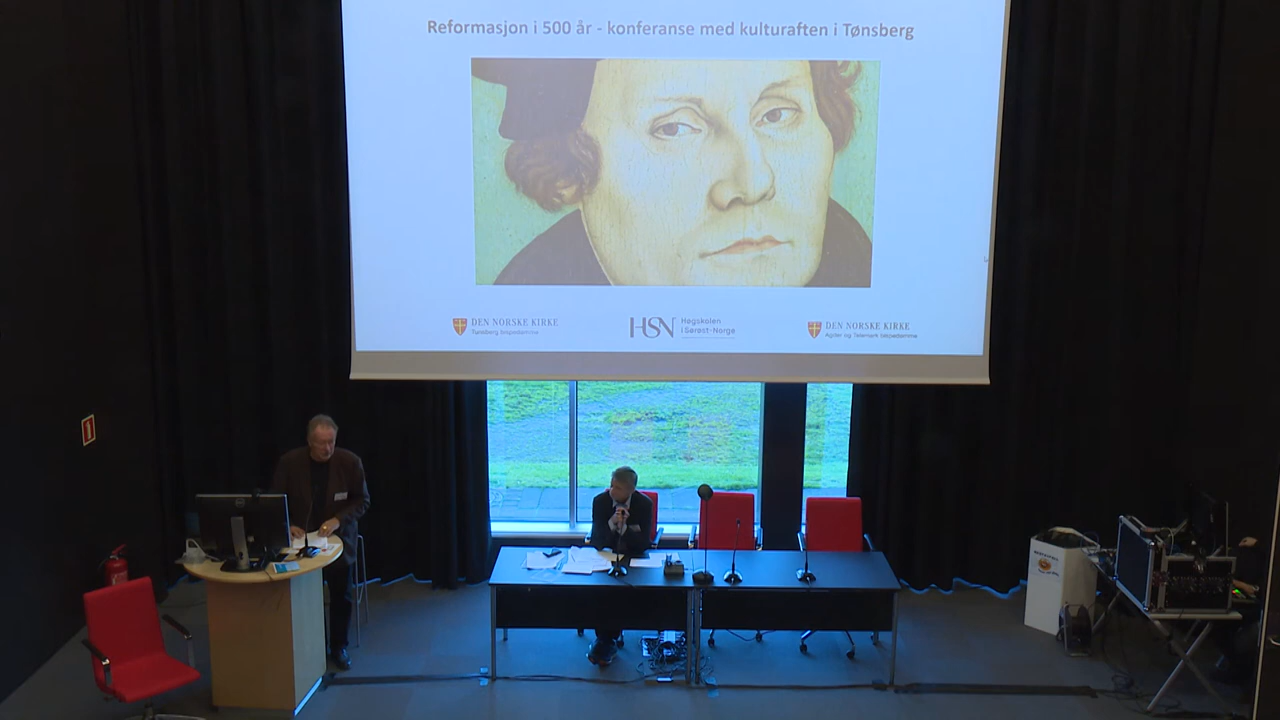 Reformasjon i 500 år - konferanse med kulturaften i Tønsberg
DEN NORSKE KIRKE
Tunsberg bispedømme
HSN
Høgskolen
i Sørøst-Norge
DEN NORSKE KIRKE
Agder og Telemark bispedømme